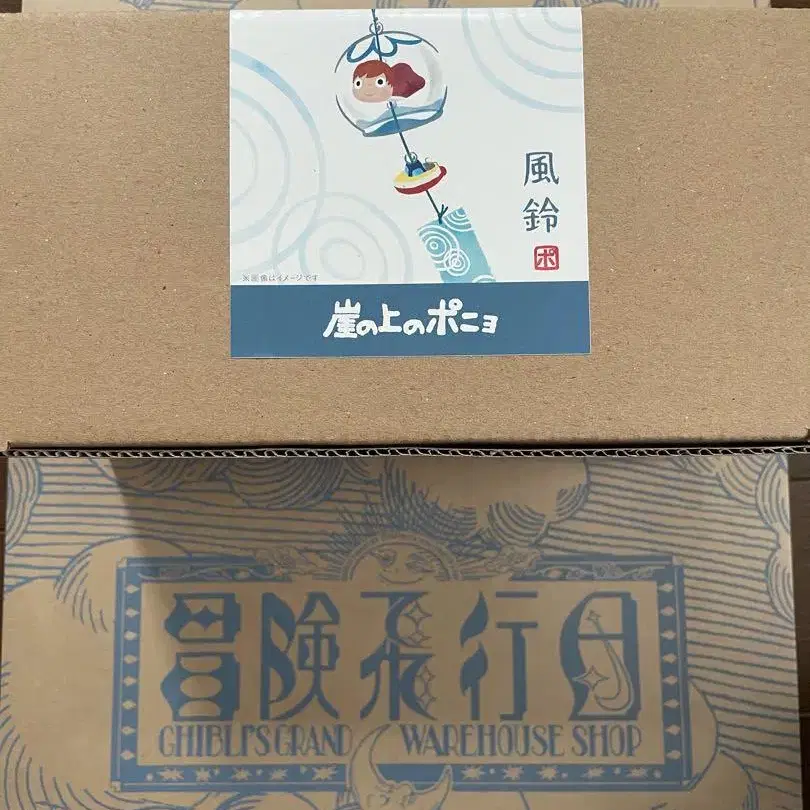 風鈴
ポ
※画像はイメージです
崖の上のポニョ
冒険飛行団
GHIBLI'S GRAND WAREHOUSE SHOP